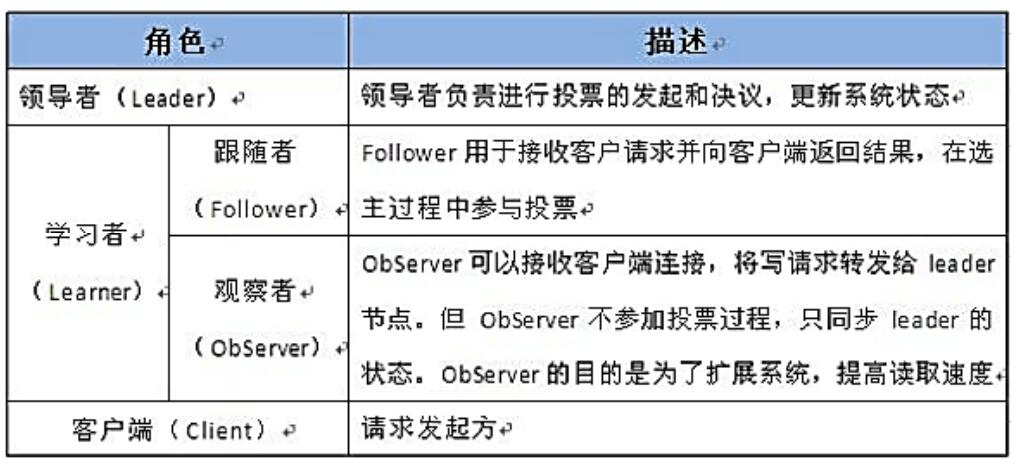 角色 描述
领导者（Leader） 领导者负责进行投票的发起和决议，更新系统状态
学习者
（Learner）
跟随者
（Follower）
Follower 用于接收客户请求并向客户端返回结果，在选
主过程中参与投票
观察者
（ObServer）
ObServer 可以接收客户端连接，将写请求转发给 leader
节点。但 ObServer 不参加投票过程，只同步 leader 的
状态。ObServer 的目的是为了扩展系统，提高读取速度
客户端（Client） 请求发起方